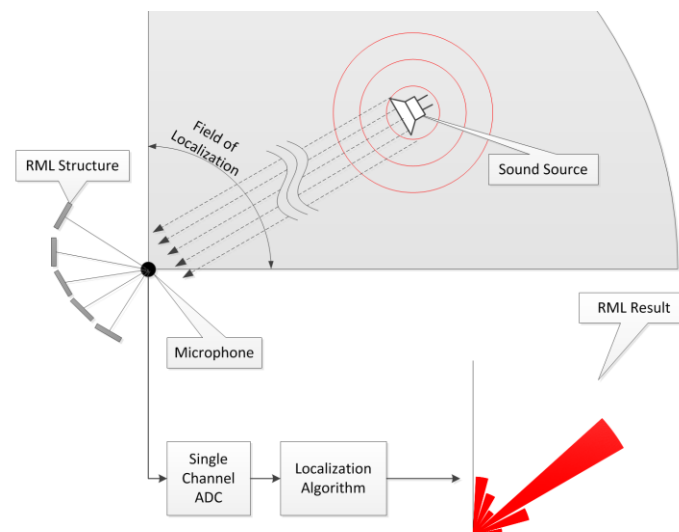 Field of
Localization
RML Structure
Sound Source
RML Result
Microphone
Single
Channel
ADC
Localization
Algorithm